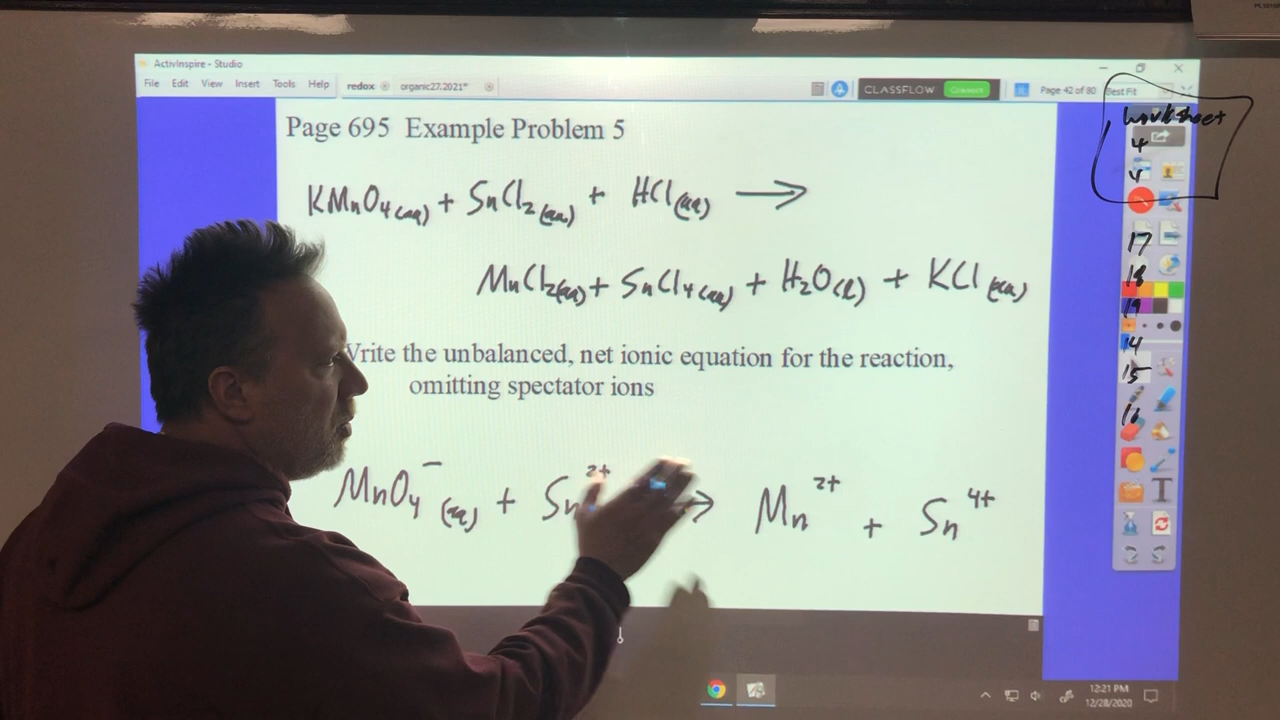 ActivInspire - Studio
File Edit View Insert Tools Help redox organic27.2021* CLASSFLOW Connect Page 42 of 80 Best Fit
Page 695 Example Problem 5
KMnO4(aq) + SnCl2(aq) + HCl(aq) →
MnCl2(aq) + SnCl4(aq) + H2O(l) + KCl(aq)
Write the unbalanced, net ionic equation for the reaction,
omitting spectator ions
MnO4⁻(aq) + Sn²⁺ → Mn²⁺ + Sn⁴⁺
worksheet
4
4
17
18
19
14
15
16
T
12:21 PM
12/28/2020